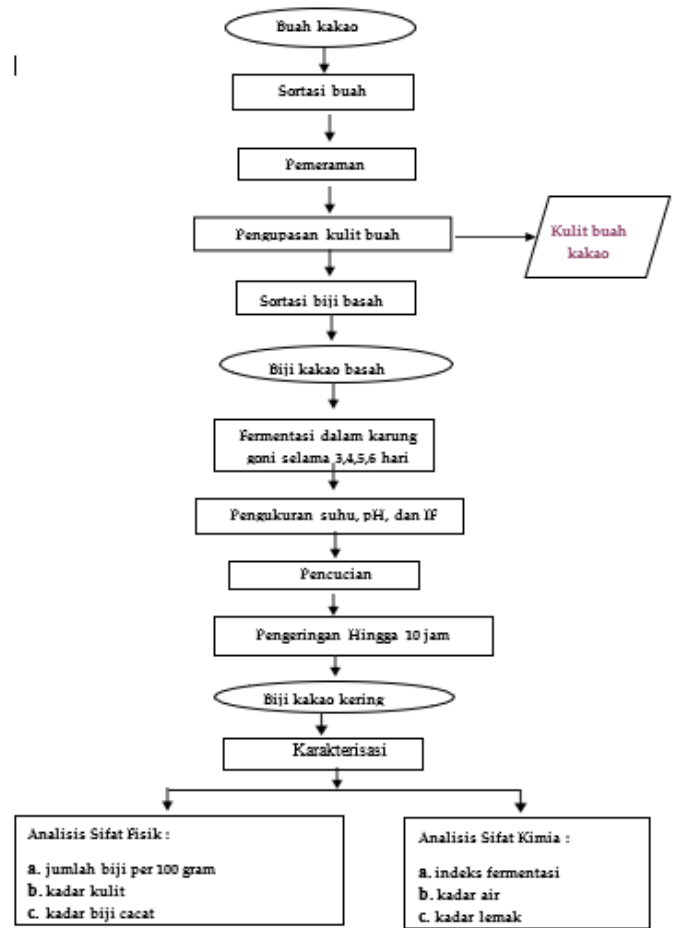 Buah kakao
Sortasi buah
Pemeraman
Pengupasan kulit buah
Kulit buah
kakao
Sortasi biji basah
Biji kakao basah
Fermentasi dalam karung
goni selama 3,4,5,6 hari
Pengukuran suhu, pH, dan IF
Pencucian
Pengeringan Hingga 10 jam
Biji kakao kering
Karakterisasi
Analisis Sifat Fisik :
a. jumlah biji per 100 gram
b. kadar kulit
c. kadar biji cacat
Analisis Sifat Kimia :
a. indeks fermentasi
b. kadar air
c. kadar lemak